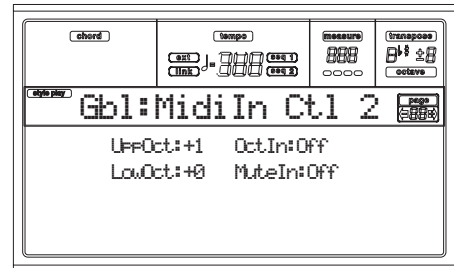 chord tempo measure transpose
ext seq 1
link seq 2
octave
style play Gbl:MidiIn Ctl 2 page
UppOct:+1 OctIn:Off
LowOct:+0 MuteIn:Off